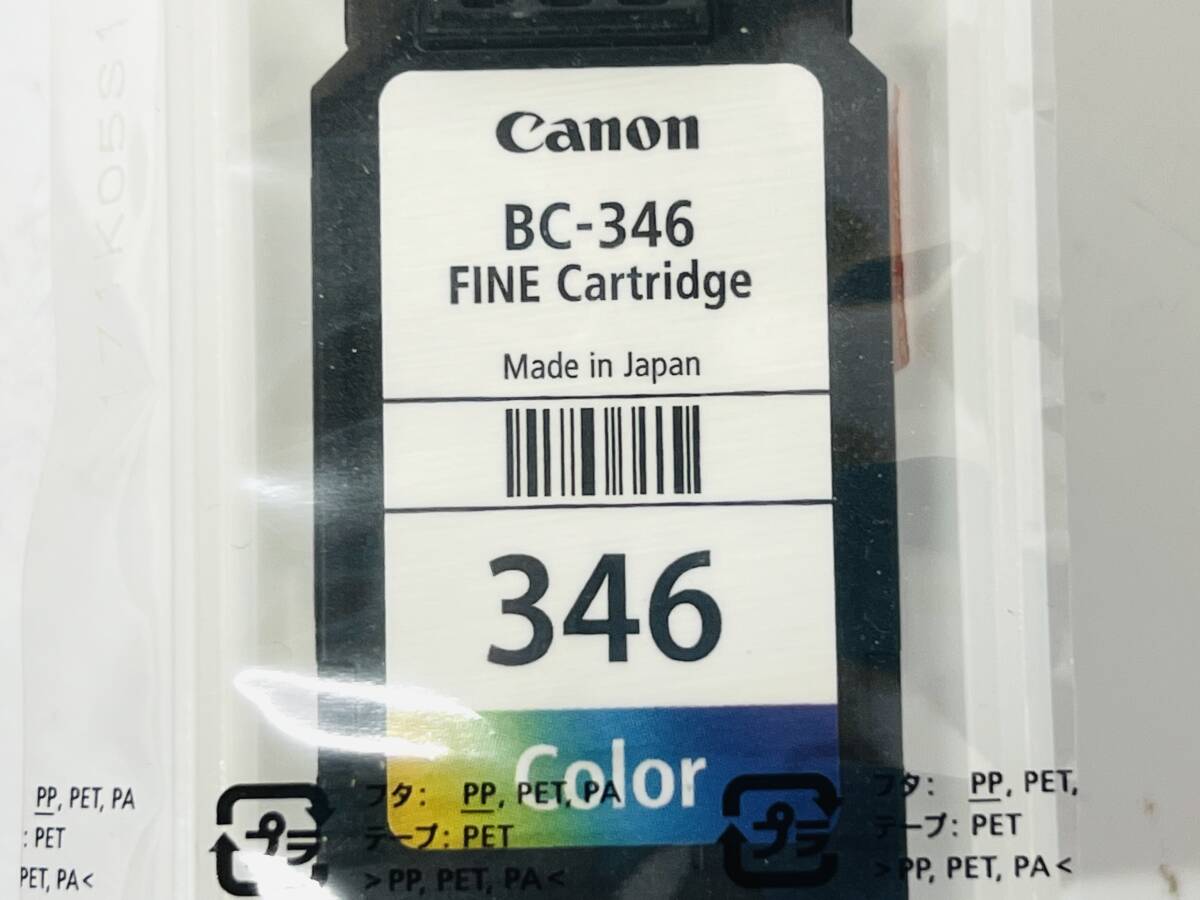 Canon
BC-346
FINE Cartridge
Made in Japan
346
Color
PP, PET, PA
: PET
PET, PA<
プラ
フタ: PP, PET, PA
テープ: PET
>PP, PET, PA<
プラ
フタ: PP, PET,
テープ: PET
>PP, PET, PA<